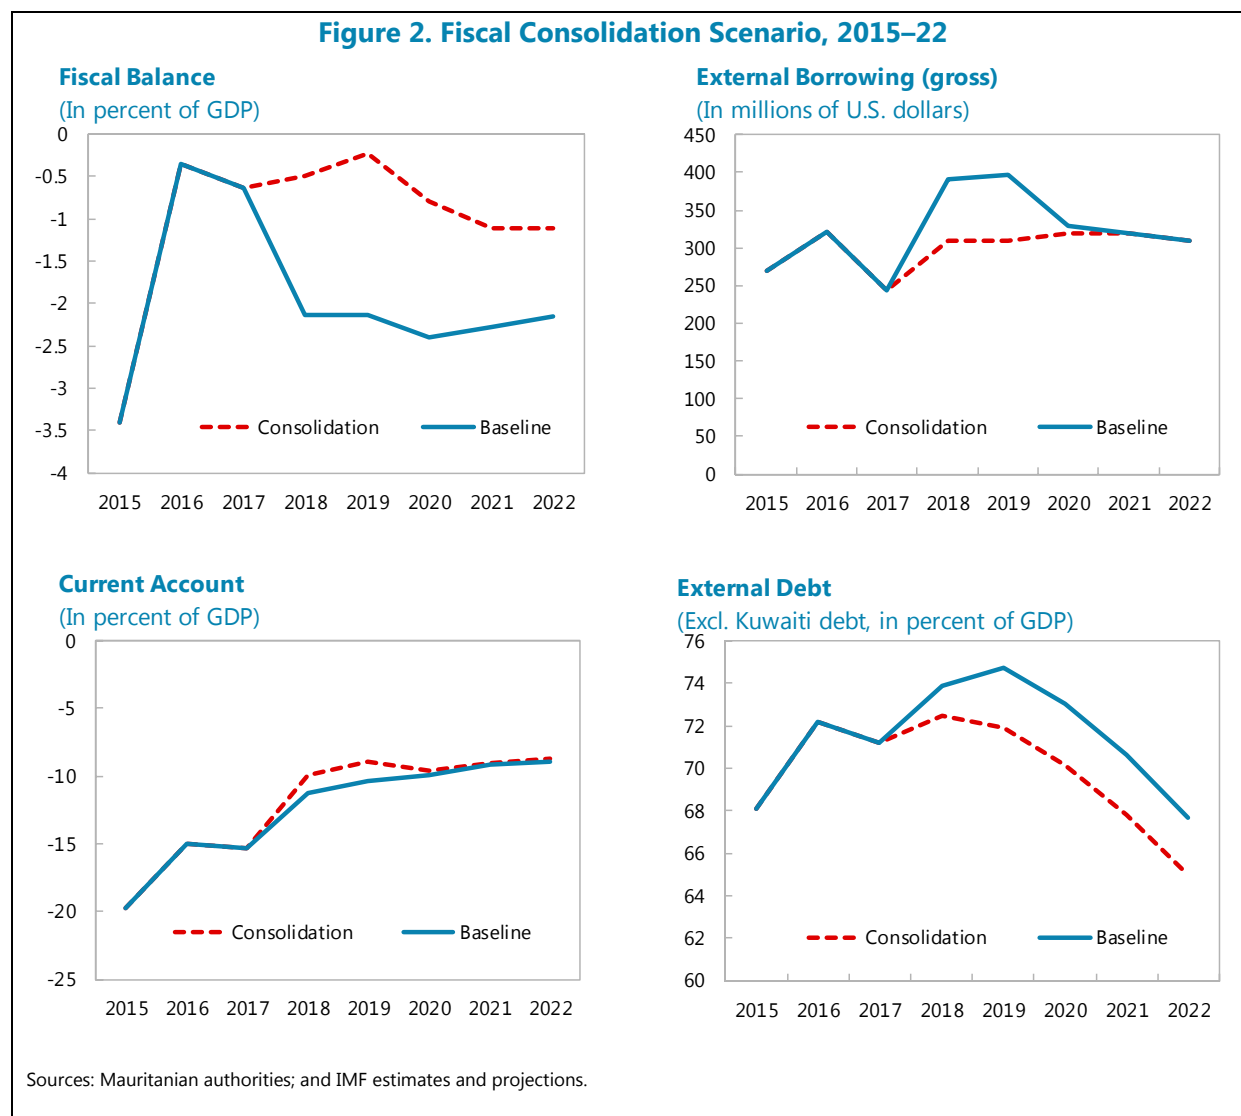 Figure 2. Fiscal Consolidation Scenario, 2015–22
Fiscal Balance
(In percent of GDP)
0
-0.5
-1
-1.5
-2
-2.5
-3
-3.5
-4
Consolidation
Baseline
2015 2016 2017 2018 2019 2020 2021 2022
External Borrowing (gross)
(In millions of U.S. dollars)
450
400
350
300
250
200
150
100
50
0
Consolidation
Baseline
2015 2016 2017 2018 2019 2020 2021 2022
Current Account
(In percent of GDP)
0
-5
-10
-15
-20
-25
Consolidation
Baseline
2015 2016 2017 2018 2019 2020 2021 2022
External Debt
(Excl. Kuwaiti debt, in percent of GDP)
76
74
72
70
68
66
64
62
60
Consolidation
Baseline
2015 2016 2017 2018 2019 2020 2021 2022
Sources: Mauritanian authorities; and IMF estimates and projections.